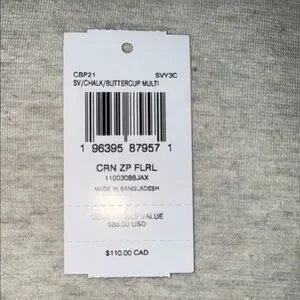 CBP21 SVY3C
SV/CHALK/BUTTERCUP MULTI
1 96395 87957 1
CRN ZP FLRL
11003088JAX
MADE IN BANGLADESH
VALUE
$88.00 USD
$110.00 CAD